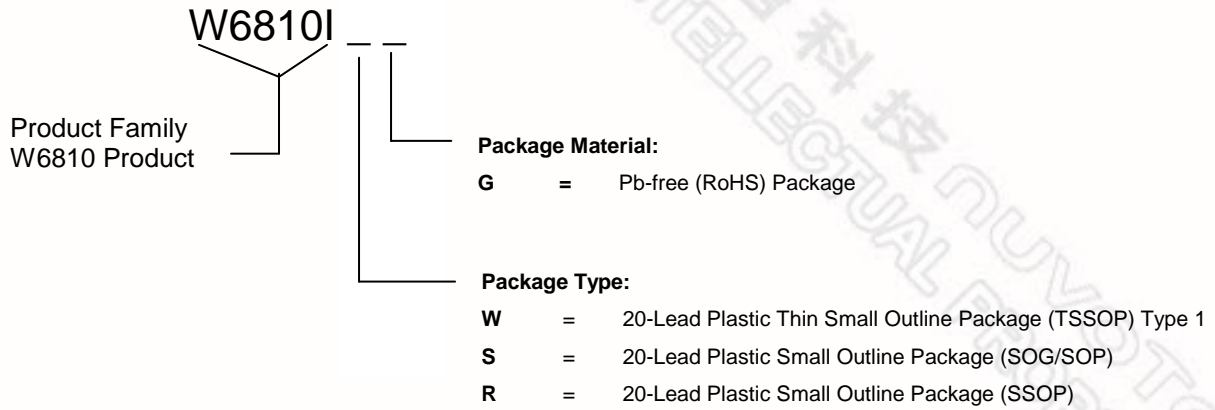 W6810I _ _
Product Family
W6810 Product
Package Material:
G = Pb-free (RoHS) Package
Package Type:
W = 20-Lead Plastic Thin Small Outline Package (TSSOP) Type 1
S = 20-Lead Plastic Small Outline Package (SOG/SOP)
R = 20-Lead Plastic Small Outline Package (SSOP)